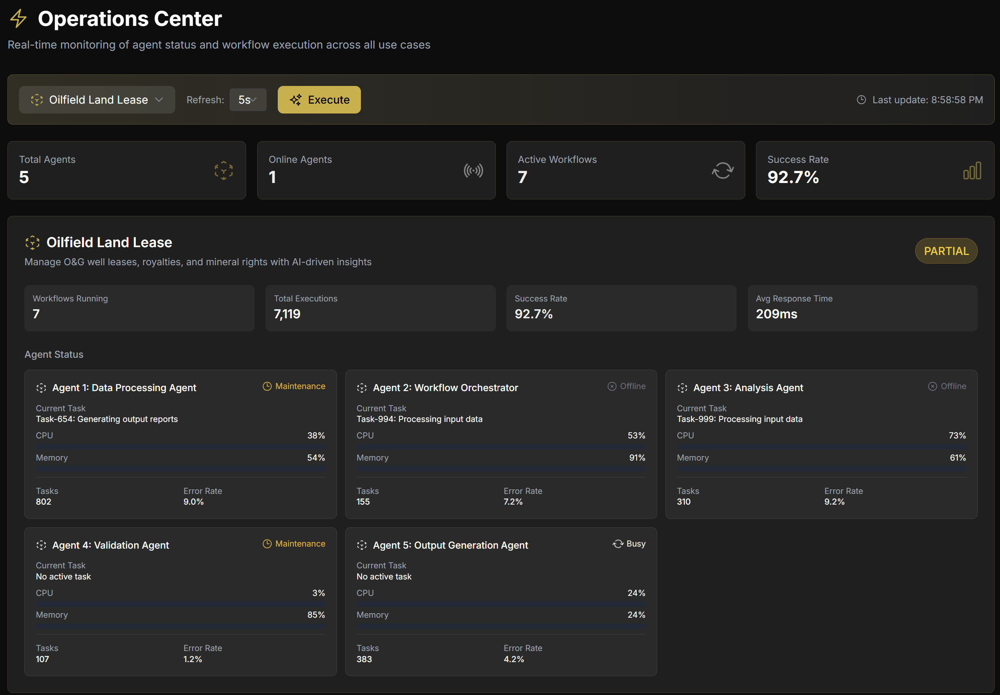 Operations Center
Real-time monitoring of agent status and workflow execution across all use cases
Oilfield Land Lease
Refresh:
5s
Execute
Last update: 8:58:58 PM
Total Agents
5
Online Agents
1
Active Workflows
7
Success Rate
92.7%
Oilfield Land Lease
Manage O&G well leases, royalties, and mineral rights with AI-driven insights
PARTIAL
Workflows Running
7
Total Executions
7,119
Success Rate
92.7%
Avg Response Time
209ms
Agent Status
Agent 1: Data Processing Agent
Maintenance
Current Task
Task-654: Generating output reports
CPU
38%
Memory
54%
Tasks
802
Error Rate
9.0%
Agent 2: Workflow Orchestrator
Offline
Current Task
Task-994: Processing input data
CPU
53%
Memory
91%
Tasks
155
Error Rate
7.2%
Agent 3: Analysis Agent
Offline
Current Task
Task-999: Processing input data
CPU
73%
Memory
61%
Tasks
310
Error Rate
9.2%
Agent 4: Validation Agent
Maintenance
Current Task
No active task
CPU
3%
Memory
85%
Tasks
107
Error Rate
1.2%
Agent 5: Output Generation Agent
Busy
Current Task
No active task
CPU
24%
Memory
24%
Tasks
383
Error Rate
4.2%